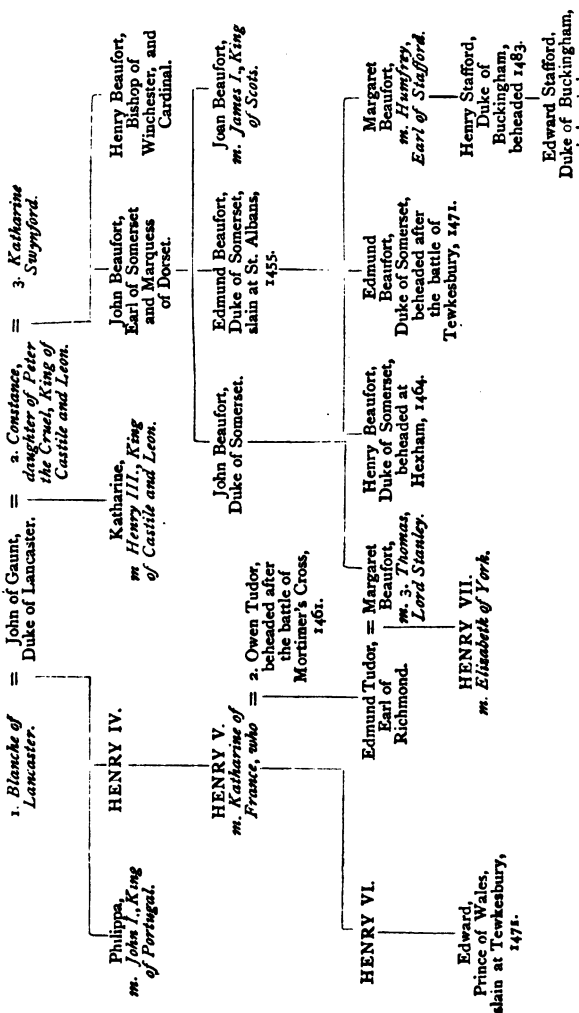 1. Blanche of
Lancaster.
=
John of Gaunt,
Duke of Lancaster.
=
2. Constance,
daughter of Peter
the Cruel, King of
Castile and Leon.
=
3. Katharine
Swynford.
Philippa,
m. John I., King
of Portugal.
HENRY IV.
Katharine,
m Henry III., King
of Castile and Leon.
John Beaufort,
Earl of Somerset
and Marquess
of Dorset.
Henry Beaufort,
Bishop of
Winchester, and
Cardinal.
HENRY V.
m. Katharine of
France, who
=
2. Owen Tudor,
beheaded after
the battle of
Mortimer's Cross,
1461.
John Beaufort,
Duke of Somerset.
Edmund Beaufort,
Duke of Somerset,
slain at St. Albans,
1455.
Joan Beaufort,
m. James I., King
of Scots.
HENRY VI.
Edmund Tudor,
Earl of
Richmond.
=
Margaret
Beaufort,
m. 3. Thomas,
Lord Stanley.
Henry Beaufort,
Duke of Somerset,
beheaded at
Hexham, 1464.
Edmund
Beaufort,
Duke of Somerset,
beheaded after
the battle of
Tewkesbury, 1471.
Margaret
Beaufort,
m. Humfrey,
Earl of Stafford.
Edward,
Prince of Wales,
slain at Tewkesbury,
1471.
HENRY VII.
m. Elisabeth of York.
Henry Stafford,
Duke of
Buckingham,
beheaded 1483.
Edward Stafford,
Duke of Buckingham,